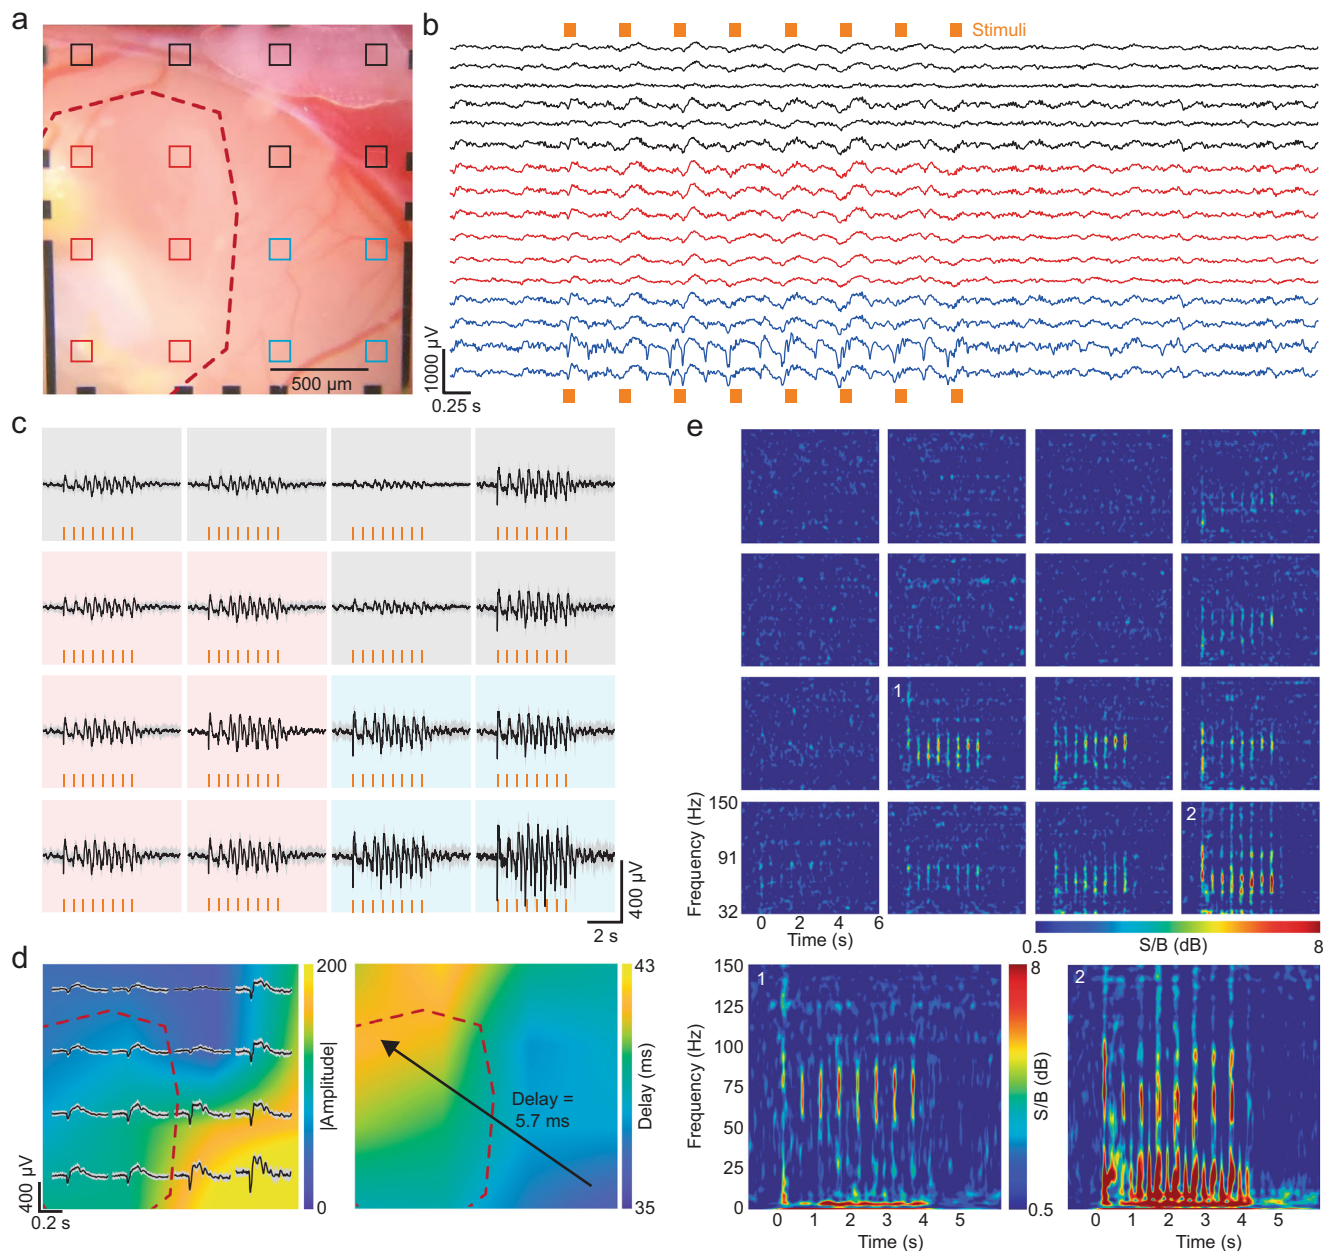 a
500 µm
b
Stimuli
1000 µV
0.25 s
c
400 µV
2 s
d
400 µV
0.2 s
200
|Amplitude|
0
Delay =
5.7 ms
43
Delay (ms)
35
e
1
2
150
91
32
Frequency (Hz)
0 2 4 6
Time (s)
0.5 S/B (dB) 8
1
150
125
100
75
50
25
0
Frequency (Hz)
0 1 2 3 4 5
Time (s)
8
S/B (dB)
0.5
2
0 1 2 3 4 5
Time (s)